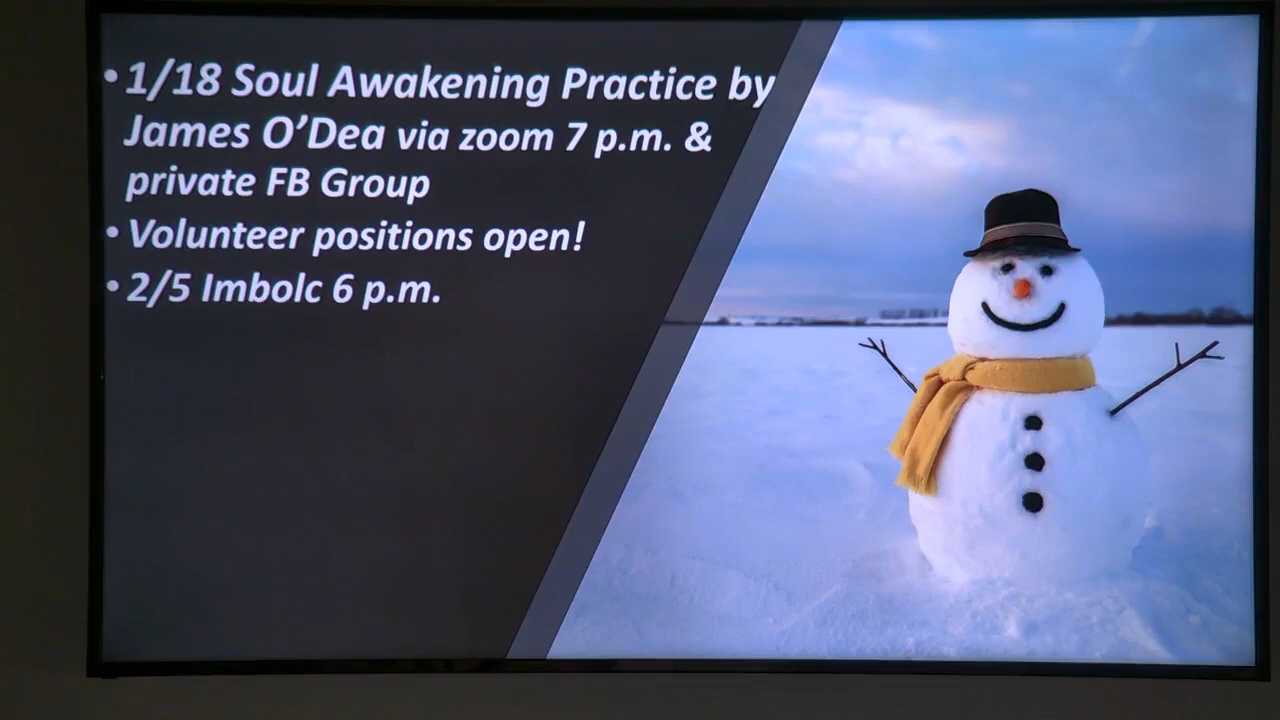 • 1/18 Soul Awakening Practice by
James O'Dea via zoom 7 p.m. &
private FB Group
• Volunteer positions open!
• 2/5 Imbolc 6 p.m.